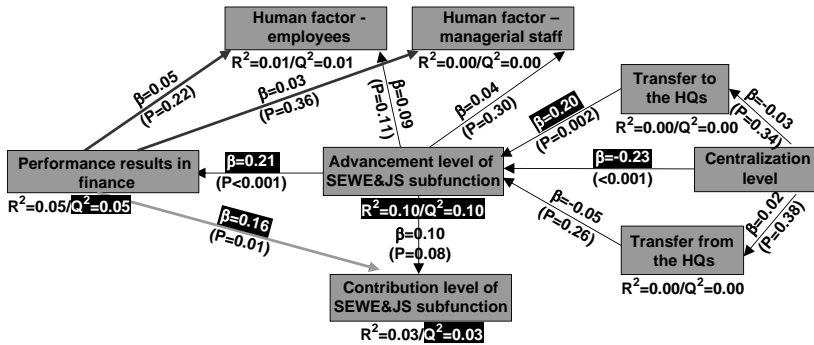 Human factor -
employees
R²=0.01/Q²=0.01
Human factor –
managerial staff
R²=0.00/Q²=0.00
β=0.05
(P=0.22)
β=0.03
(P=0.36)
β=0.09
(P=0.11)
β=0.04
(P=0.30)
Transfer to
the HQs
R²=0.00/Q²=0.00
β=0.20
(P=0.002)
β=-0.03
(P=0.34)
Performance results in
finance
R²=0.05/Q²=0.05
β=0.21
(P<0.001)
Advancement level of
SEWE&JS subfunction
R²=0.10/Q²=0.10
β=-0.23
(<0.001)
Centralization
level
β=0.16
(P=0.01)
β=0.10
(P=0.08)
β=-0.05
(P=0.26)
β=0.02
(P=0.38)
Transfer from
the HQs
R²=0.00/Q²=0.00
Contribution level of
SEWE&JS subfunction
R²=0.03/Q²=0.03